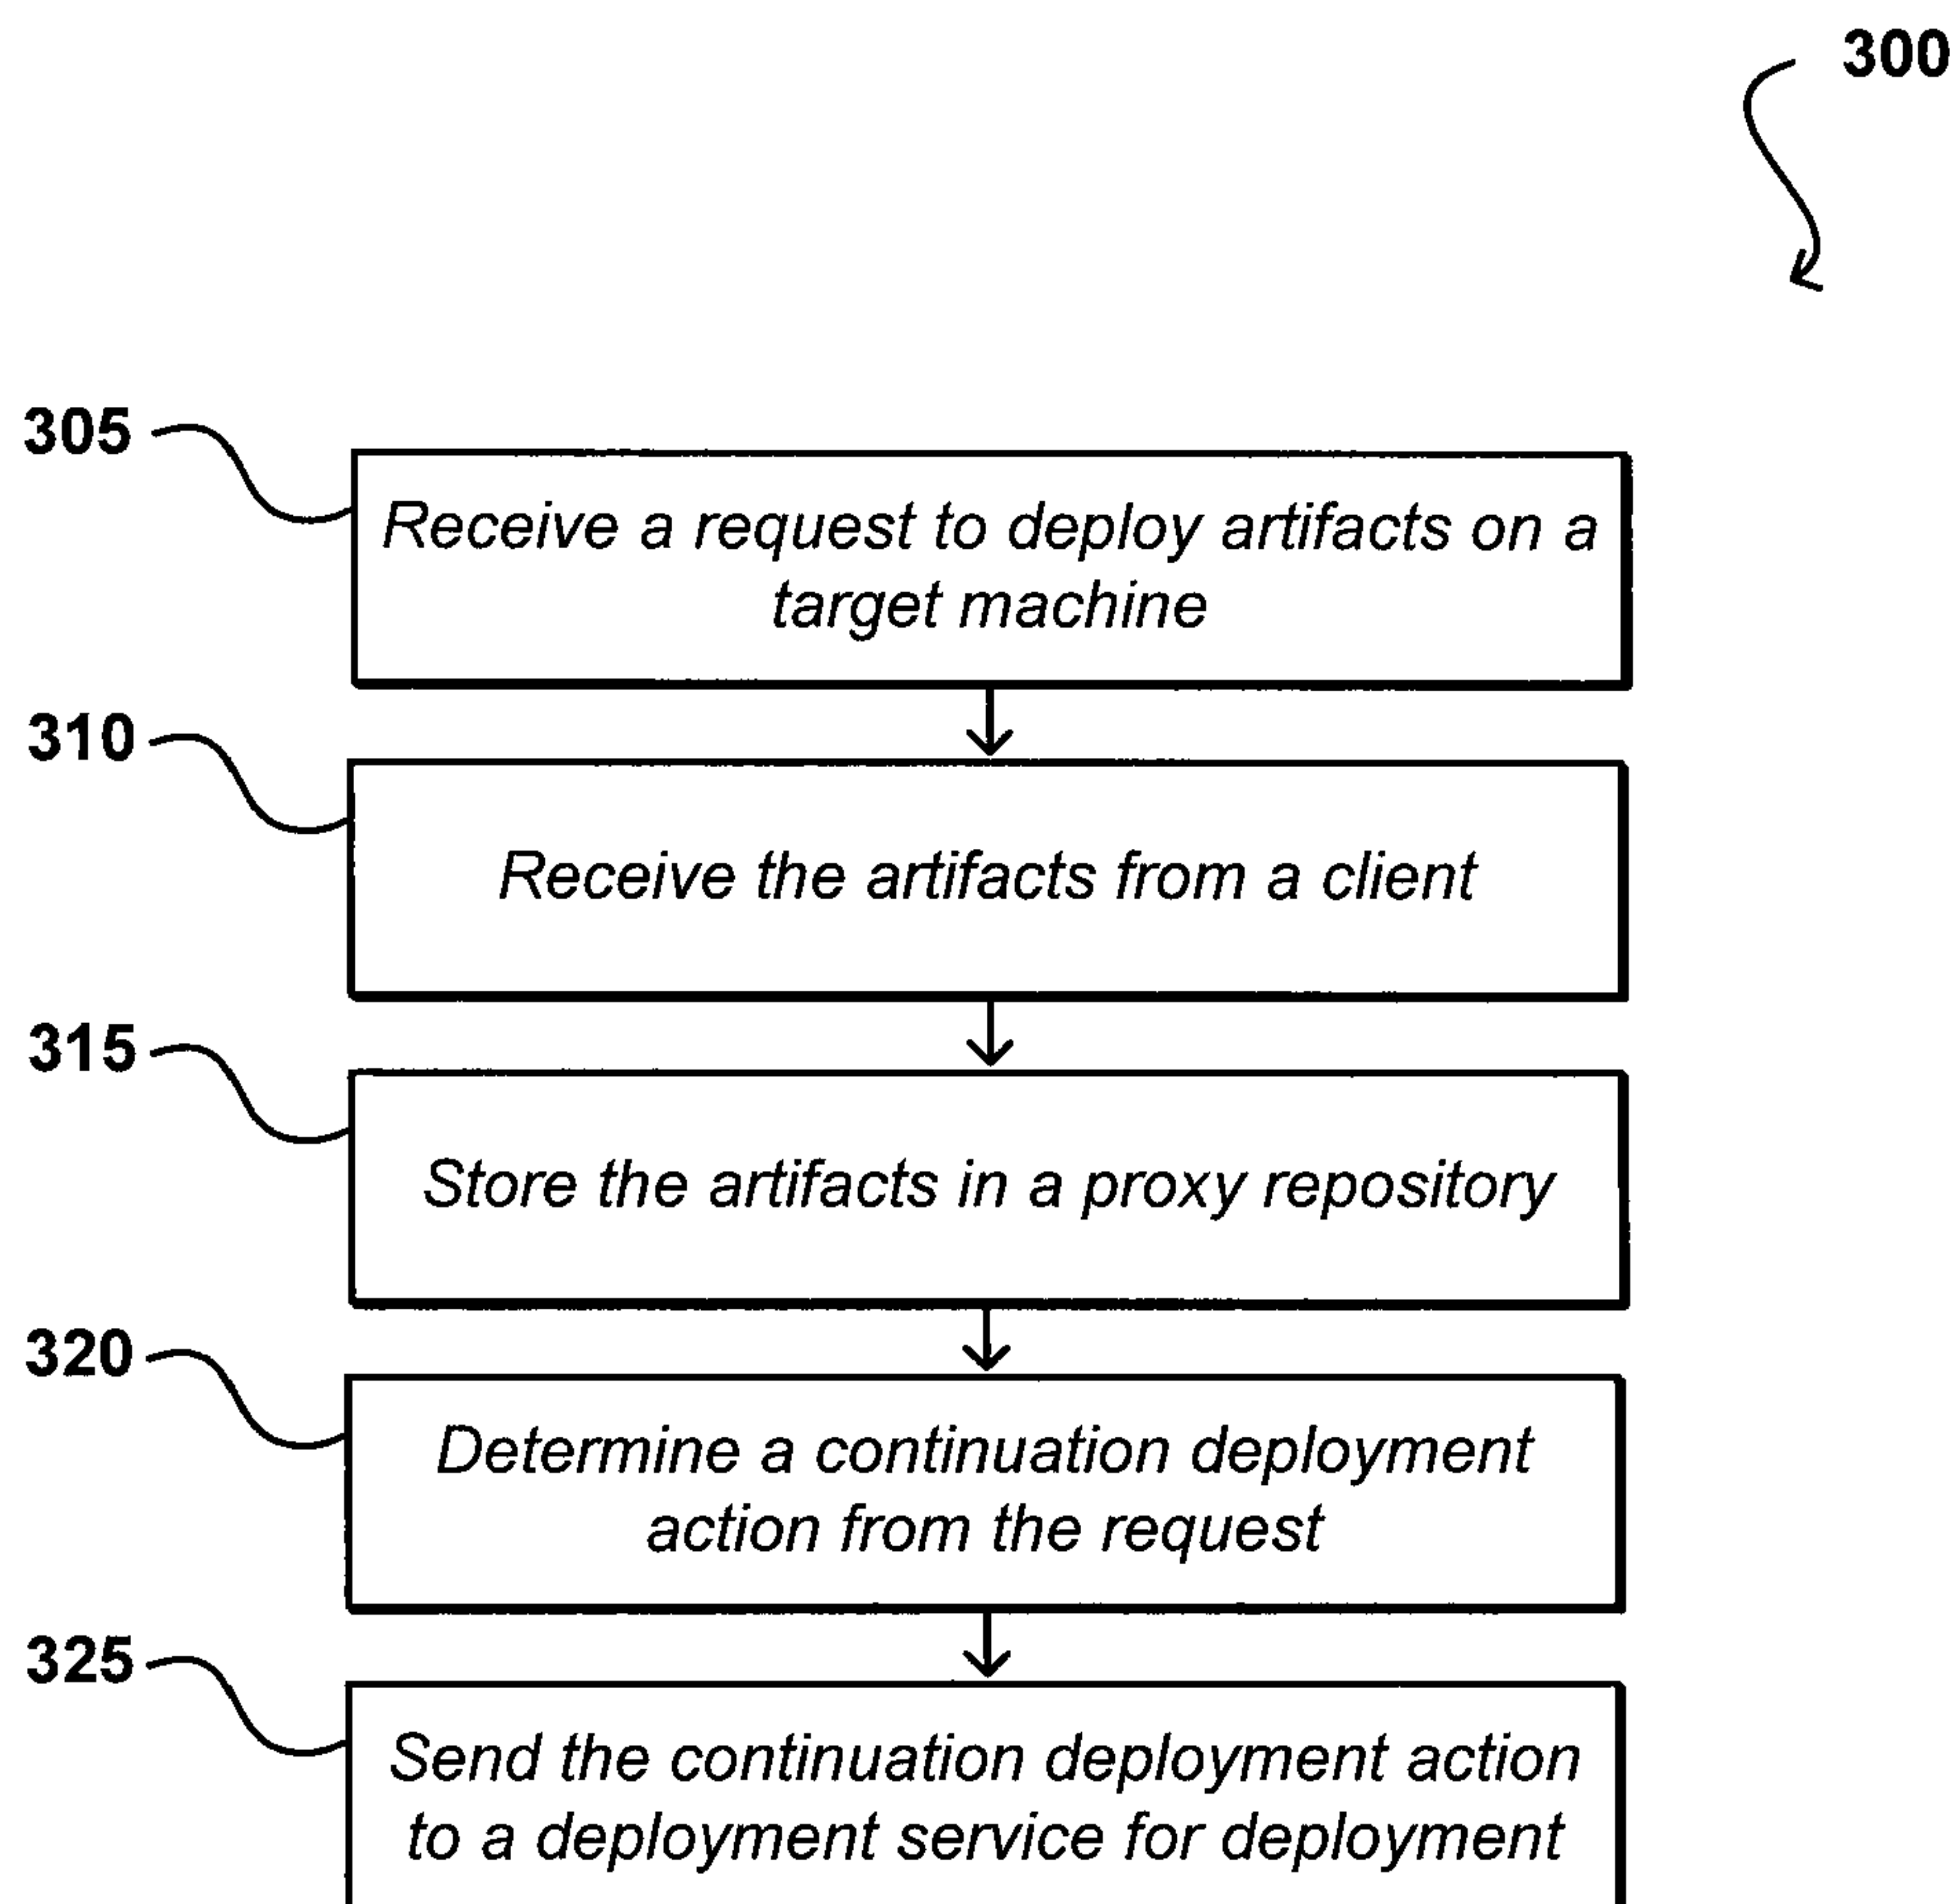 300
305
Receive a request to deploy artifacts on a
target machine
310
Receive the artifacts from a client
315
Store the artifacts in a proxy repository
320
Determine a continuation deployment
action from the request
325
Send the continuation deployment action
to a deployment service for deployment